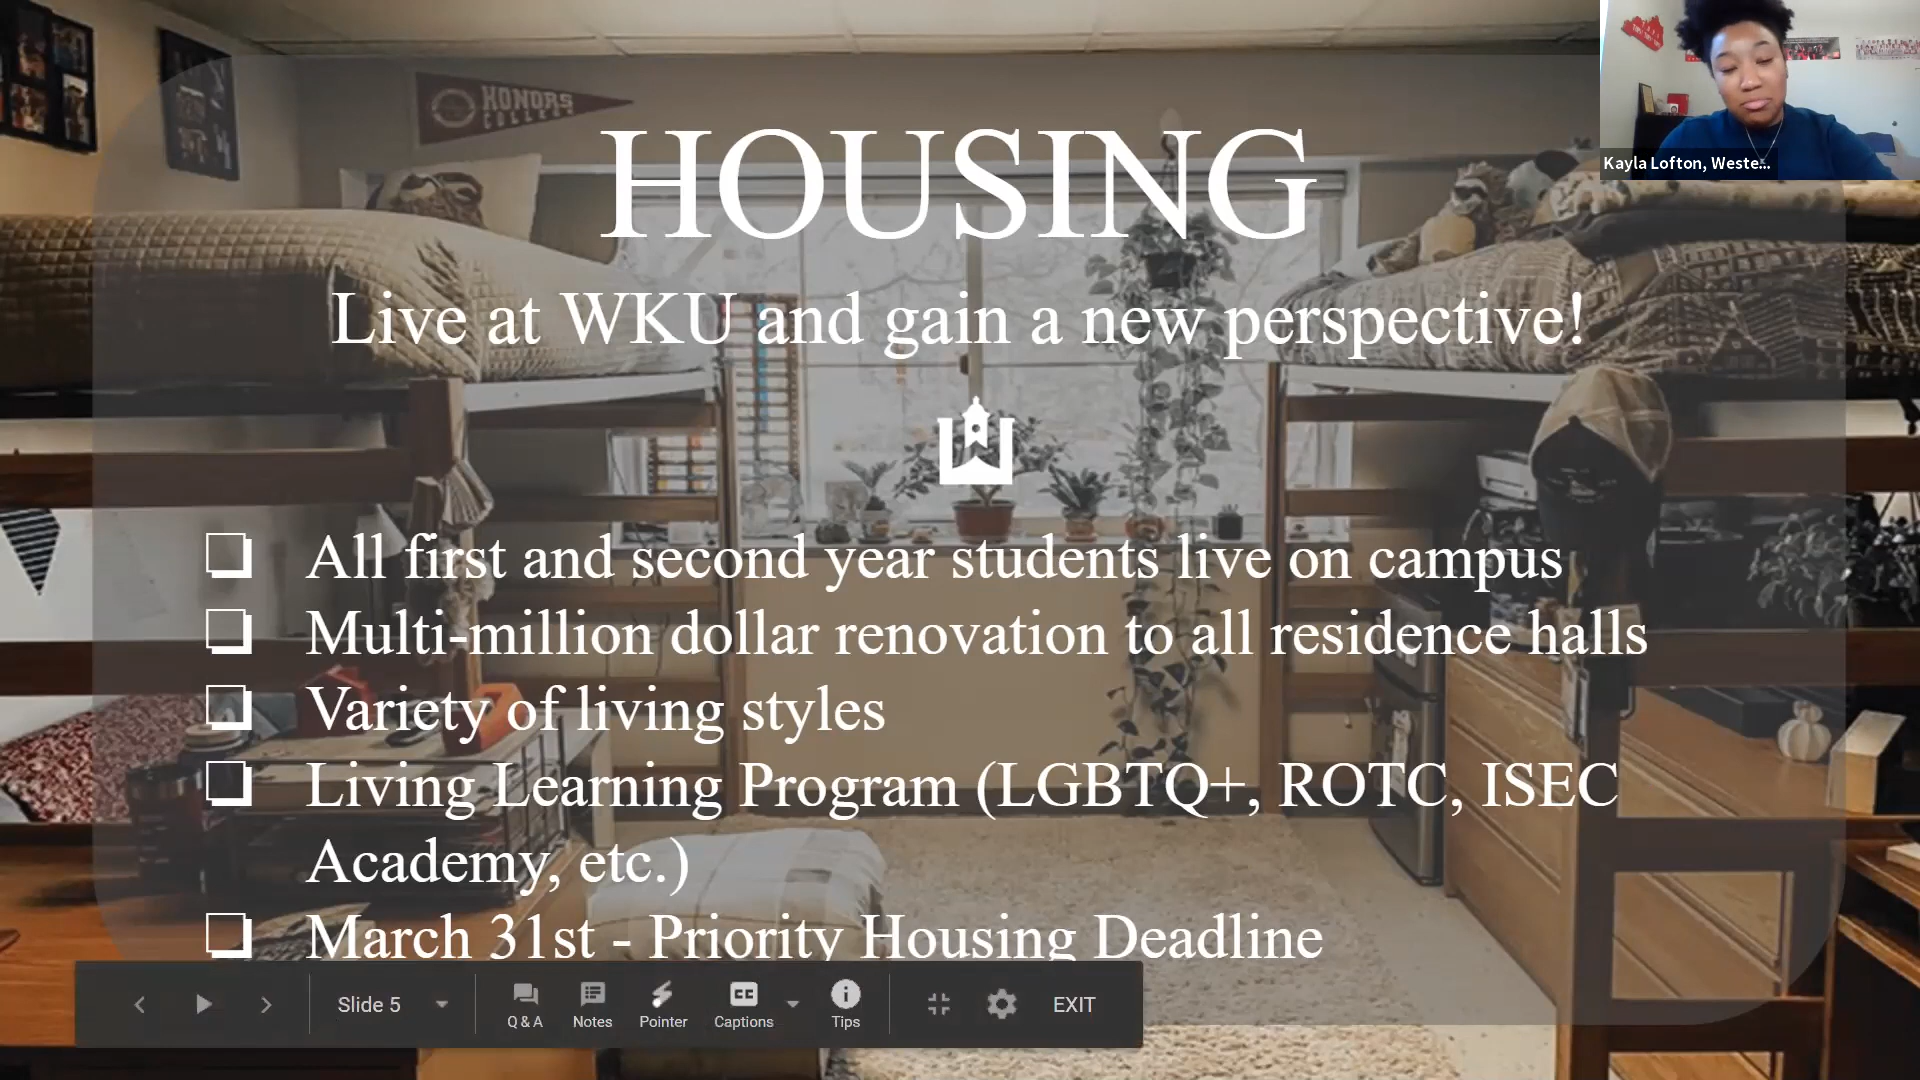 HONORS
COLLEGE
HOUSING
Kayla Lofton, Weste...
Live at WKU and gain a new perspective!
❏ All first and second year students live on campus
❏ Multi-million dollar renovation to all residence halls
❏ Variety of living styles
❏ Living Learning Program (LGBTQ+, ROTC, ISEC
Academy, etc.)
❏ March 31st - Priority Housing Deadline
Slide 5
Q & A
Notes
Pointer
CC
Captions
Tips
EXIT